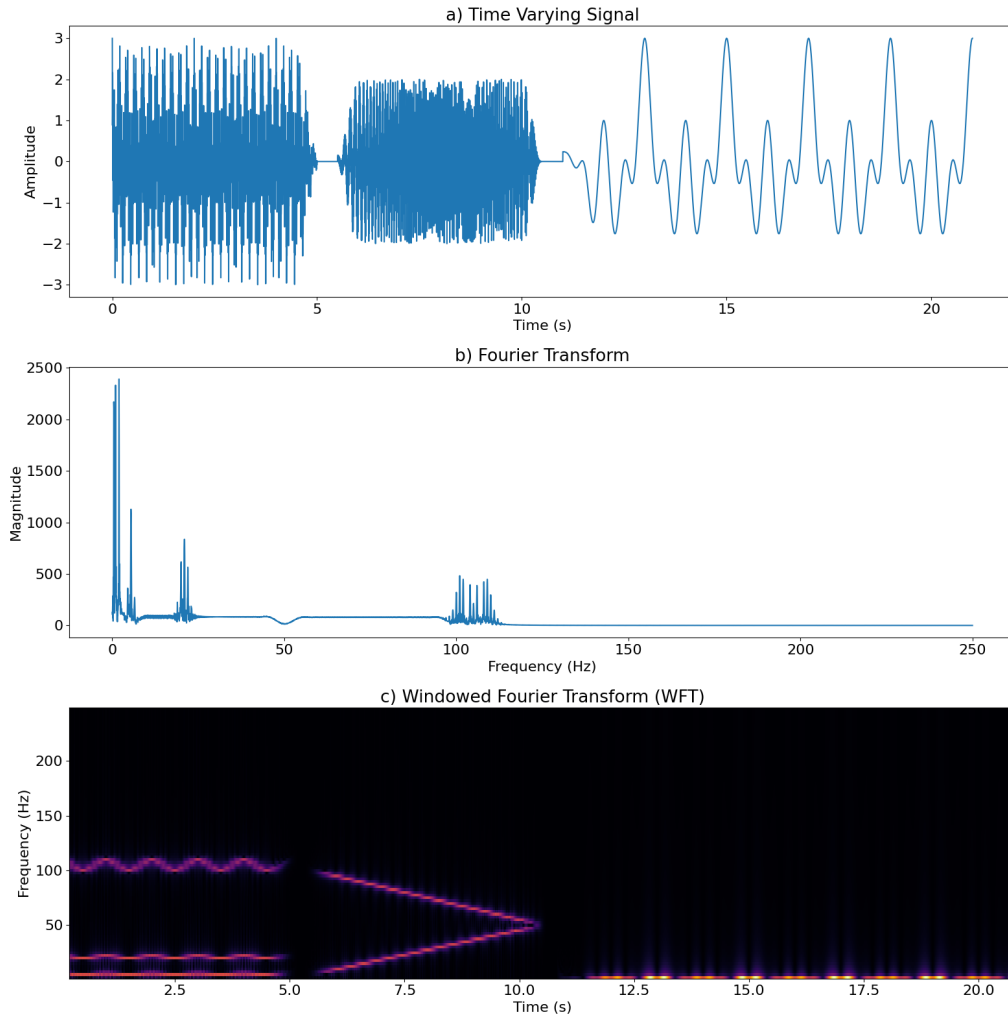 a) Time Varying Signal
3
2
1
0
−1
−2
−3
Amplitude
0 5 10 15 20
Time (s)
b) Fourier Transform
2500
2000
1500
1000
500
0
Magnitude
0 50 100 150 200 250
Frequency (Hz)
c) Windowed Fourier Transform (WFT)
200
150
100
50
Frequency (Hz)
2.5 5.0 7.5 10.0 12.5 15.0 17.5 20.0
Time (s)